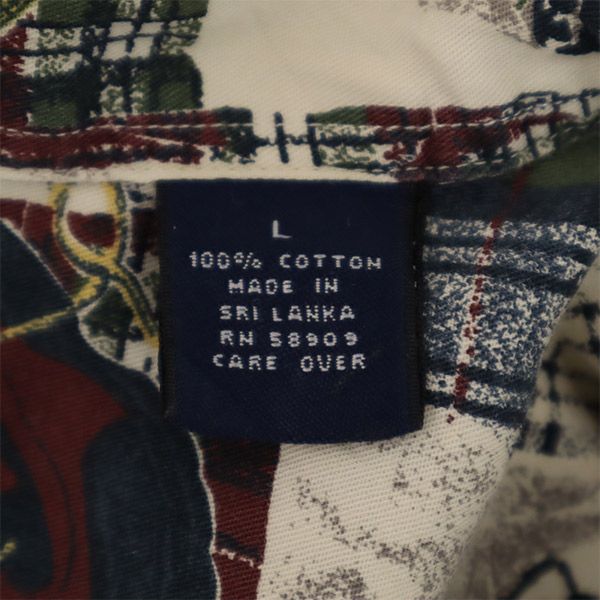 L
100% COTTON
MADE IN
SRI LANKA
RN 58909
CARE OVER